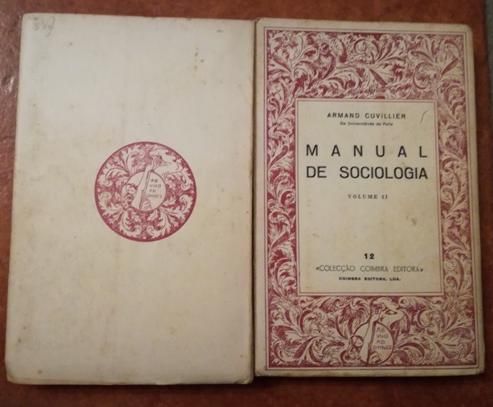 ARMAND CUVILLIER
Da Universidade de Paris
MANUAL
DE SOCIOLOGIA
VOLUME II
12
«COLECÇÃO COIMBRA EDITORA»
COIMBRA EDITORA, LDA.